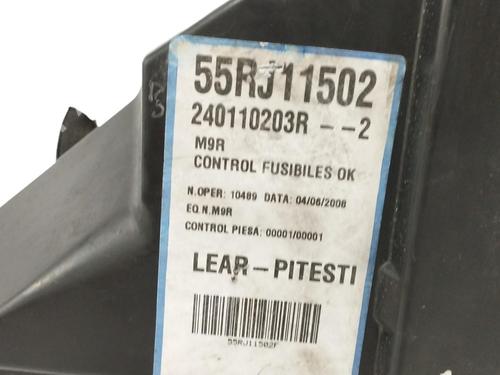 55RJ11502
240110203R - - 2
M9R
CONTROL FUSIBILES OK
N.OPER: 10489 DATA: 04/06/2008
EQ.N.M9R
CONTROL PIESA: 00001/00001
LEAR-PITESTI
55RJ11502F